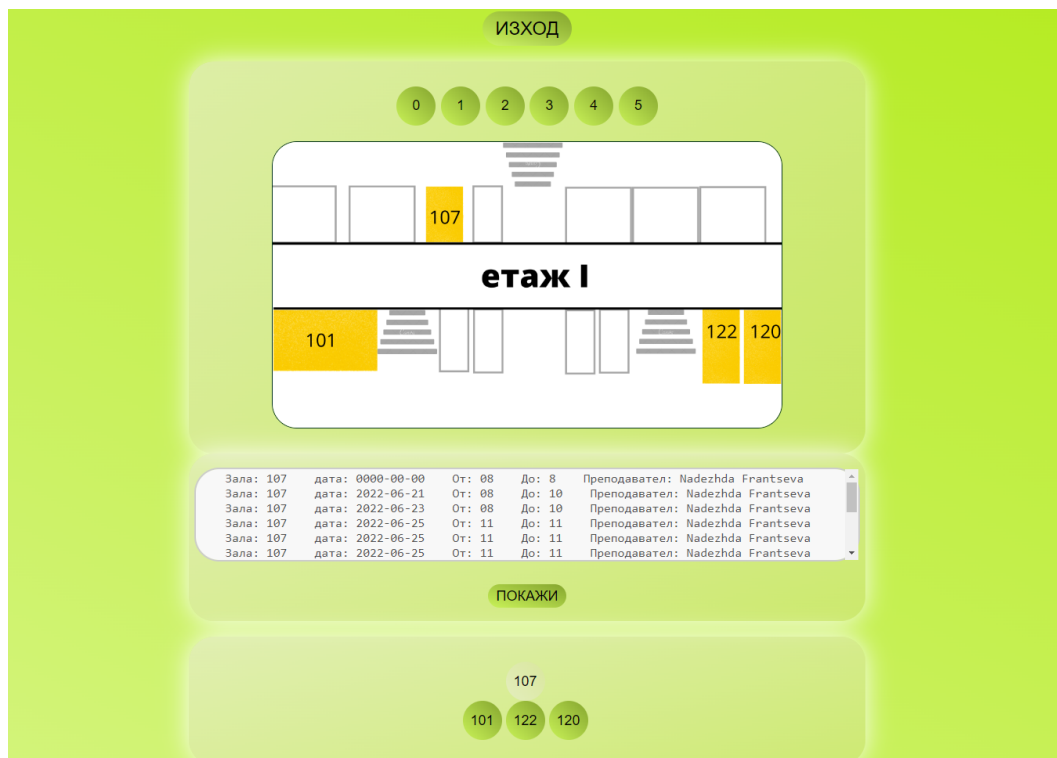 ИЗХОД
0 1 2 3 4 5
107
етаж I
101 122 120
Зала: 107 дата: 0000-00-00 От: 08 До: 8 Преподавател: Nadezhda Frantseva
Зала: 107 дата: 2022-06-21 От: 08 До: 10 Преподавател: Nadezhda Frantseva
Зала: 107 дата: 2022-06-23 От: 08 До: 10 Преподавател: Nadezhda Frantseva
Зала: 107 дата: 2022-06-25 От: 11 До: 11 Преподавател: Nadezhda Frantseva
Зала: 107 дата: 2022-06-25 От: 11 До: 11 Преподавател: Nadezhda Frantseva
Зала: 107 дата: 2022-06-25 От: 11 До: 11 Преподавател: Nadezhda Frantseva
ПОКАЖИ
107
101 122 120